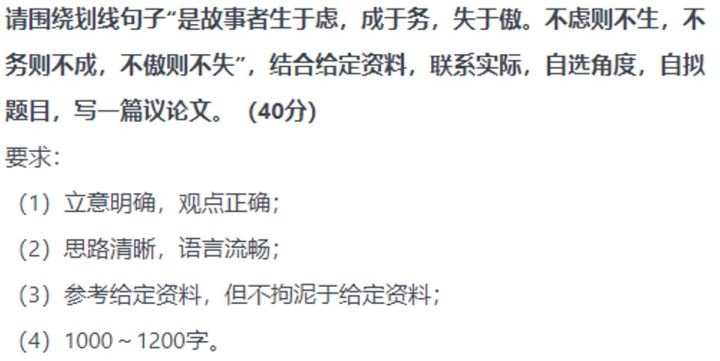 请围绕划线句子“是故事者生于虑，成于务，失于傲。不虑则不生，不
务则不成，不傲则不失”，结合给定资料，联系实际，自选角度，自拟
题目，写一篇议论文。（40分）
要求：
（1）立意明确，观点正确；
（2）思路清晰，语言流畅；
（3）参考给定资料，但不拘泥于给定资料；
（4）1000～1200字。